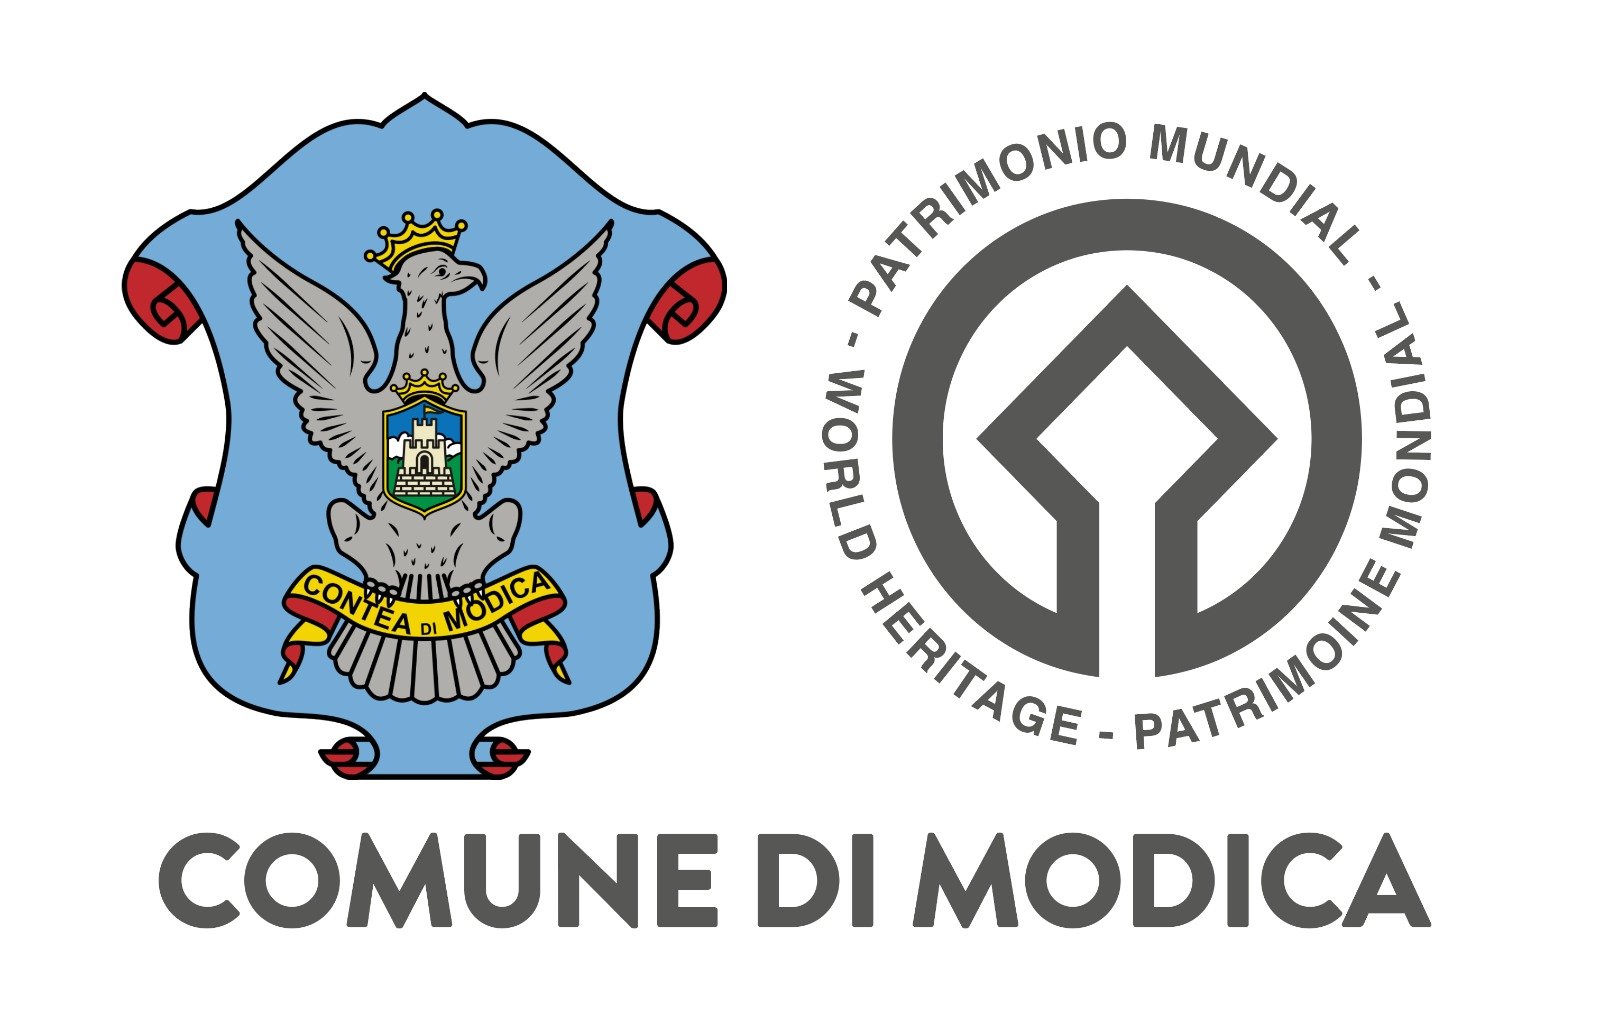 CONTEA DI MODICA
WORLD HERITAGE - PATRIMOINE MONDIAL - PATRIMONIO MUNDIAL -
COMUNE DI MODICA